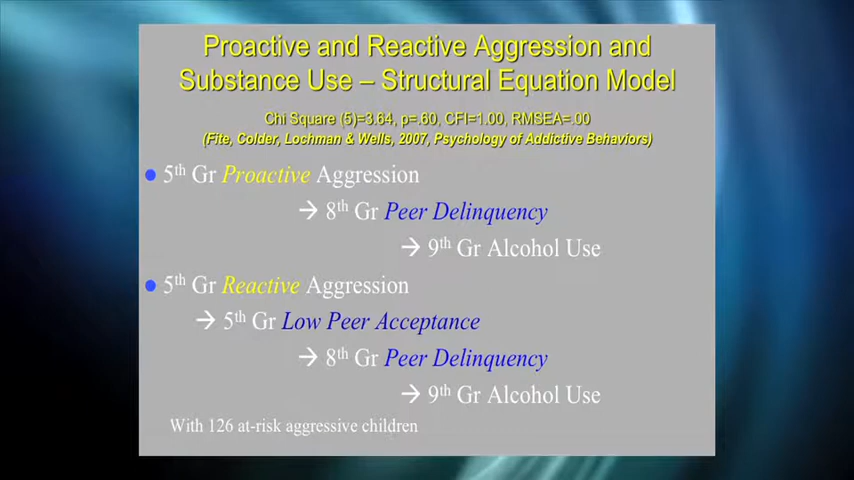 Proactive and Reactive Aggression and
Substance Use – Structural Equation Model
Chi Square (5)=3.64, p=.60, CFI=1.00, RMSEA=.00
(Fite, Colder, Lochman & Wells, 2007, Psychology of Addictive Behaviors)
● 5th Gr Proactive Aggression
→ 8th Gr Peer Delinquency
→ 9th Gr Alcohol Use
● 5th Gr Reactive Aggression
→ 5th Gr Low Peer Acceptance
→ 8th Gr Peer Delinquency
→ 9th Gr Alcohol Use
With 126 at-risk aggressive children